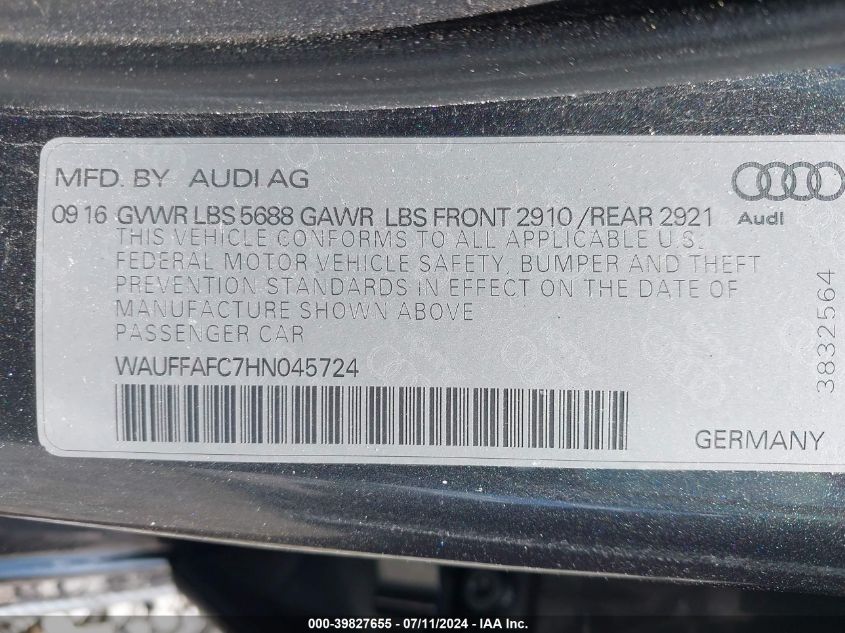 MFD. BY AUDI AG
09 16 GVWR LBS 5688 GAWR LBS FRONT 2910 /REAR 2921
Audi
THIS VEHICLE CONFORMS TO ALL APPLICABLE U.S.
FEDERAL MOTOR VEHICLE SAFETY, BUMPER AND THEFT
PREVENTION STANDARDS IN EFFECT ON THE DATE OF
MANUFACTURE SHOWN ABOVE
PASSENGER CAR
WAUFFAFC7HN045724
3832564
GERMANY
000-39827655 - 07/11/2024 - IAA Inc.